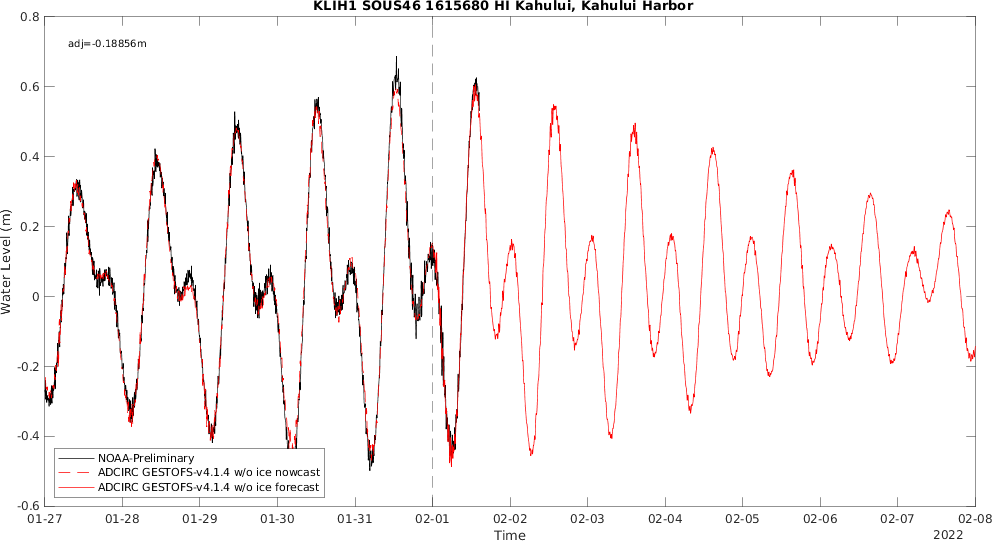 KLIH1 SOUS46 1615680 HI Kahului, Kahului Harbor
adj=-0.18856m
0.8
0.6
0.4
0.2
0
-0.2
-0.4
-0.6
Water Level (m)
NOAA-Preliminary
ADCIRC GESTOFS-v4.1.4 w/o ice nowcast
ADCIRC GESTOFS-v4.1.4 w/o ice forecast
01-27 01-28 01-29 01-30 01-31 02-01 02-02 02-03 02-04 02-05 02-06 02-07 02-08
Time
2022